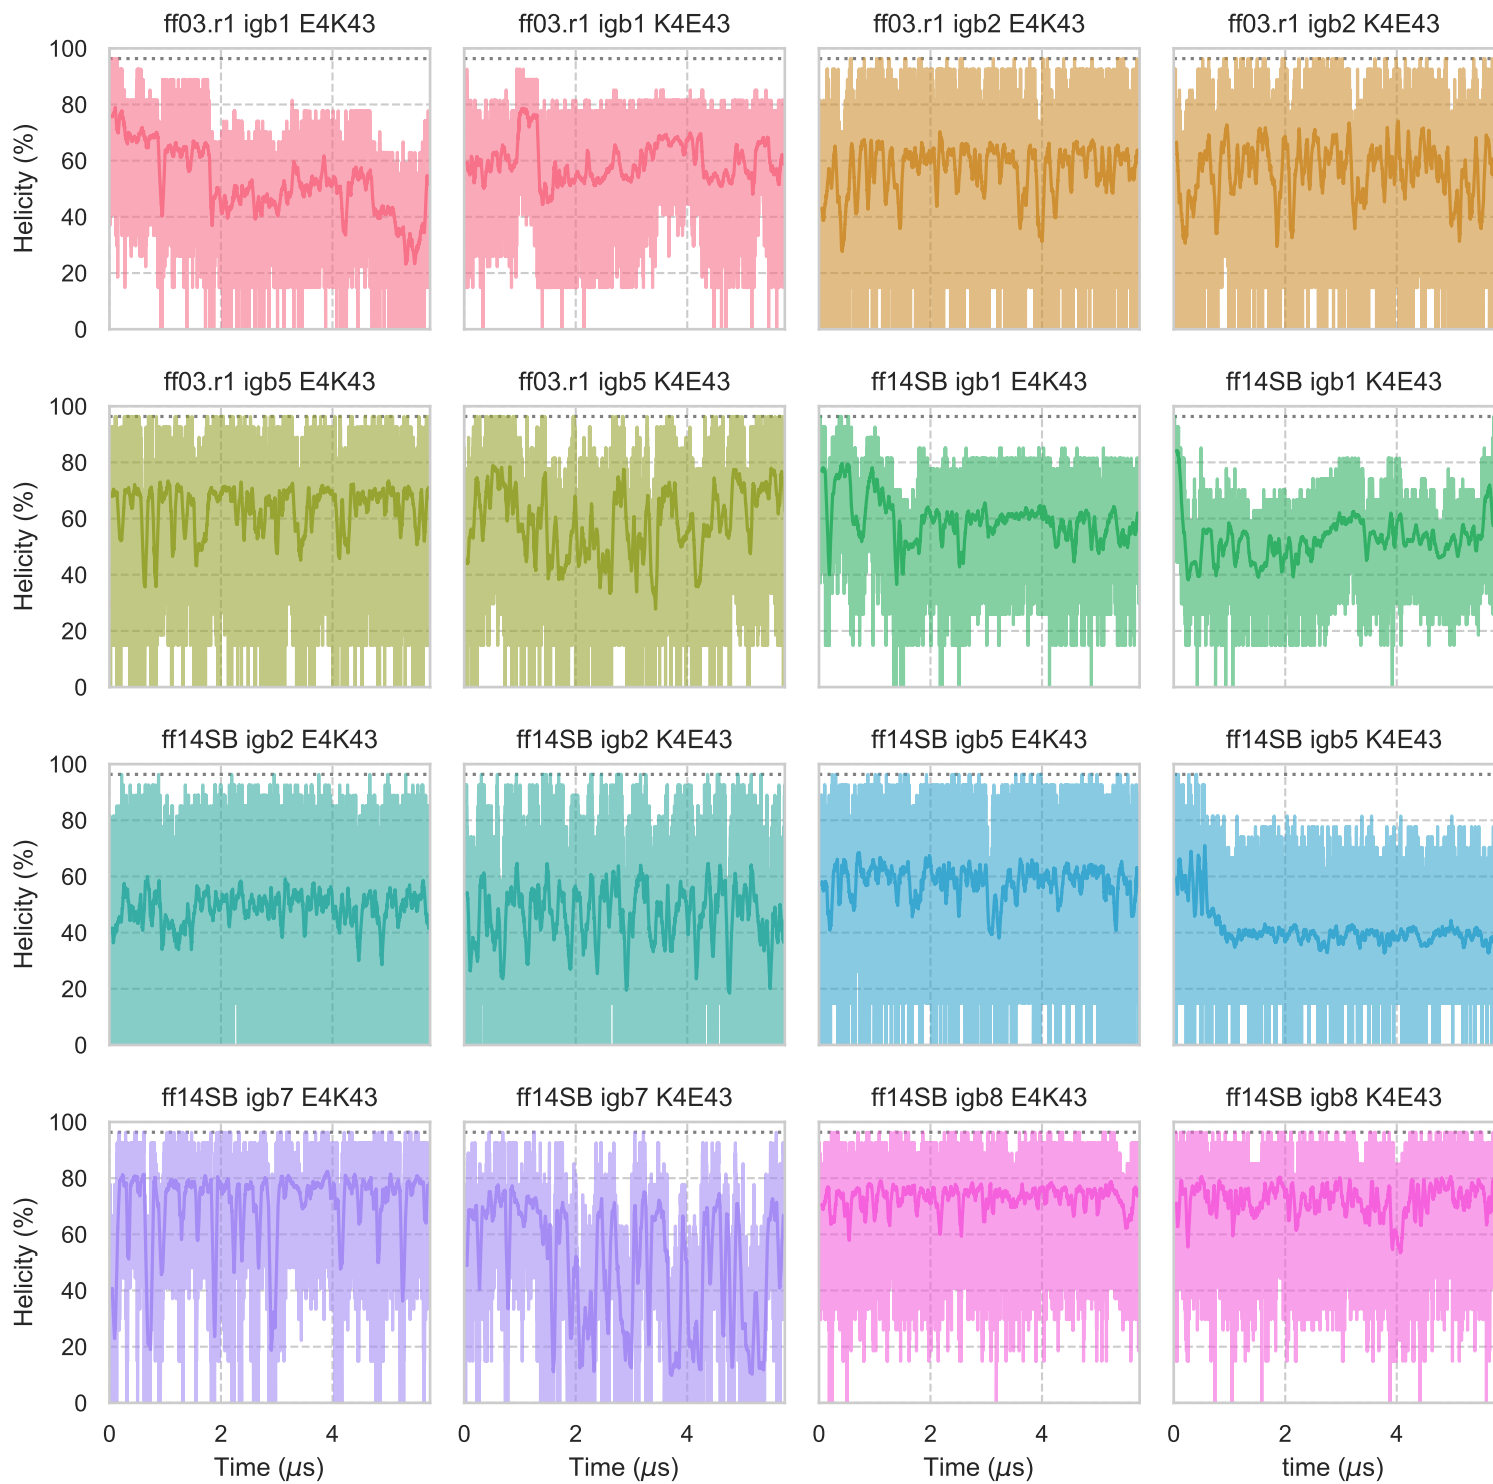 ff03.r1 igb1 E4K43
ff03.r1 igb1 K4E43
ff03.r1 igb2 E4K43
ff03.r1 igb2 K4E43
Helicity (%)
100
80
60
40
20
0
ff03.r1 igb5 E4K43
ff03.r1 igb5 K4E43
ff14SB igb1 E4K43
ff14SB igb1 K4E43
Helicity (%)
100
80
60
40
20
0
ff14SB igb2 E4K43
ff14SB igb2 K4E43
ff14SB igb5 E4K43
ff14SB igb5 K4E43
Helicity (%)
100
80
60
40
20
0
ff14SB igb7 E4K43
ff14SB igb7 K4E43
ff14SB igb8 E4K43
ff14SB igb8 K4E43
Helicity (%)
100
80
60
40
20
0
0 2 4
0 2 4
0 2 4
0 2 4
Time (μs)
Time (μs)
Time (μs)
time (μs)